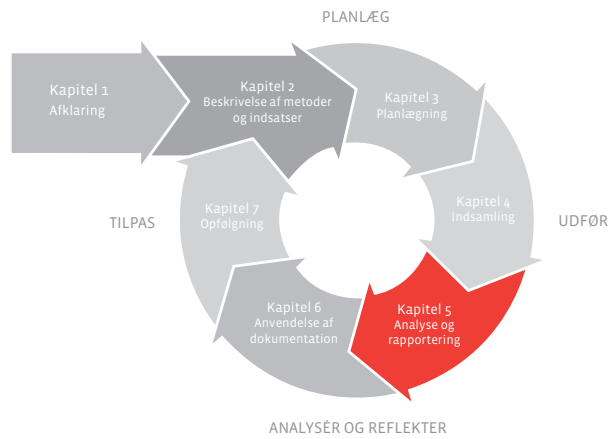 PLANLÆG
Kapitel 1
Afklaring
Kapitel 2
Beskrivelse af metoder
og indsatser
Kapitel 3
Planlægning
Kapitel 4
Indsamling
UDFØR
Kapitel 5
Analyse og
rapportering
ANALYSÉR OG REFLEKTER
Kapitel 6
Anvendelse af
dokumentation
Kapitel 7
Opfølgning
TILPAS